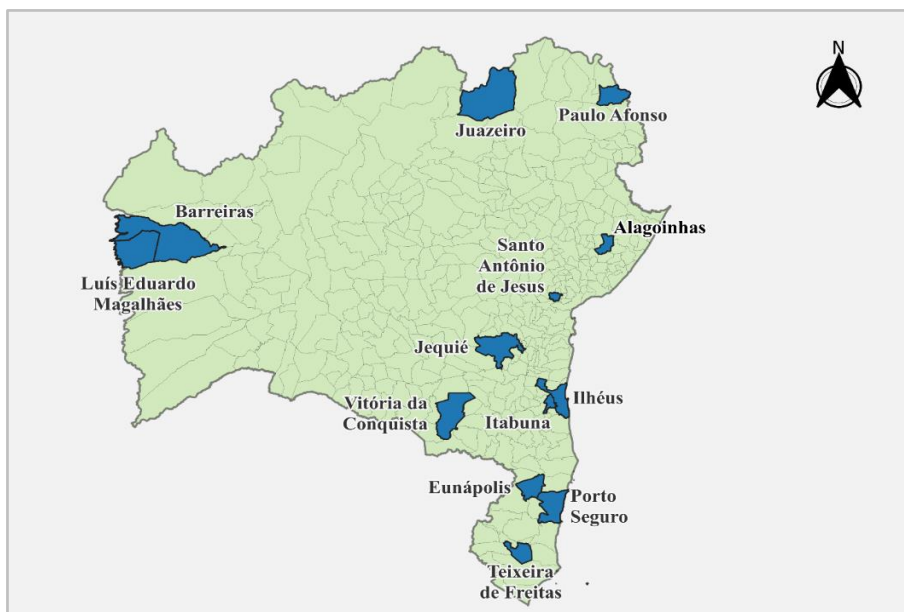 N
Juazeiro
Paulo Afonso
Barreiras
Alagoinhas
Santo
Antônio
de Jesus
Luís Eduardo
Magalhães
Jequié
Ilhéus
Vitória da
Conquista
Itabuna
Eunápolis
Porto
Seguro
Teixeira
de Freitas